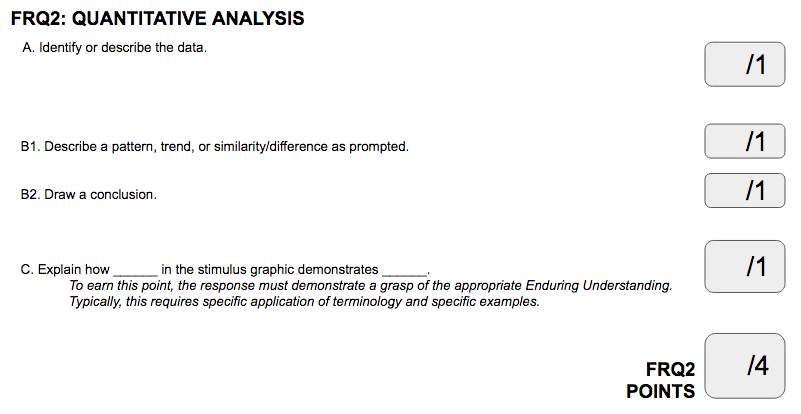 FRQ2: QUANTITATIVE ANALYSIS
A. Identify or describe the data.
/1
B1. Describe a pattern, trend, or similarity/difference as prompted.
/1
B2. Draw a conclusion.
/1
C. Explain how ______ in the stimulus graphic demonstrates ______.
/1
To earn this point, the response must demonstrate a grasp of the appropriate Enduring Understanding.
Typically, this requires specific application of terminology and specific examples.
FRQ2
POINTS
/4